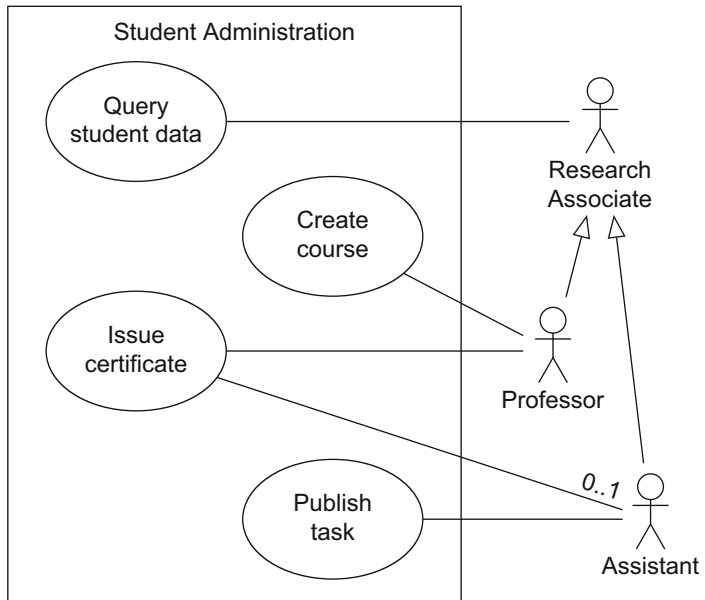 Student Administration
Query
student data
Research
Associate
Create
course
Issue
certificate
Professor
0..1
Publish
task
Assistant